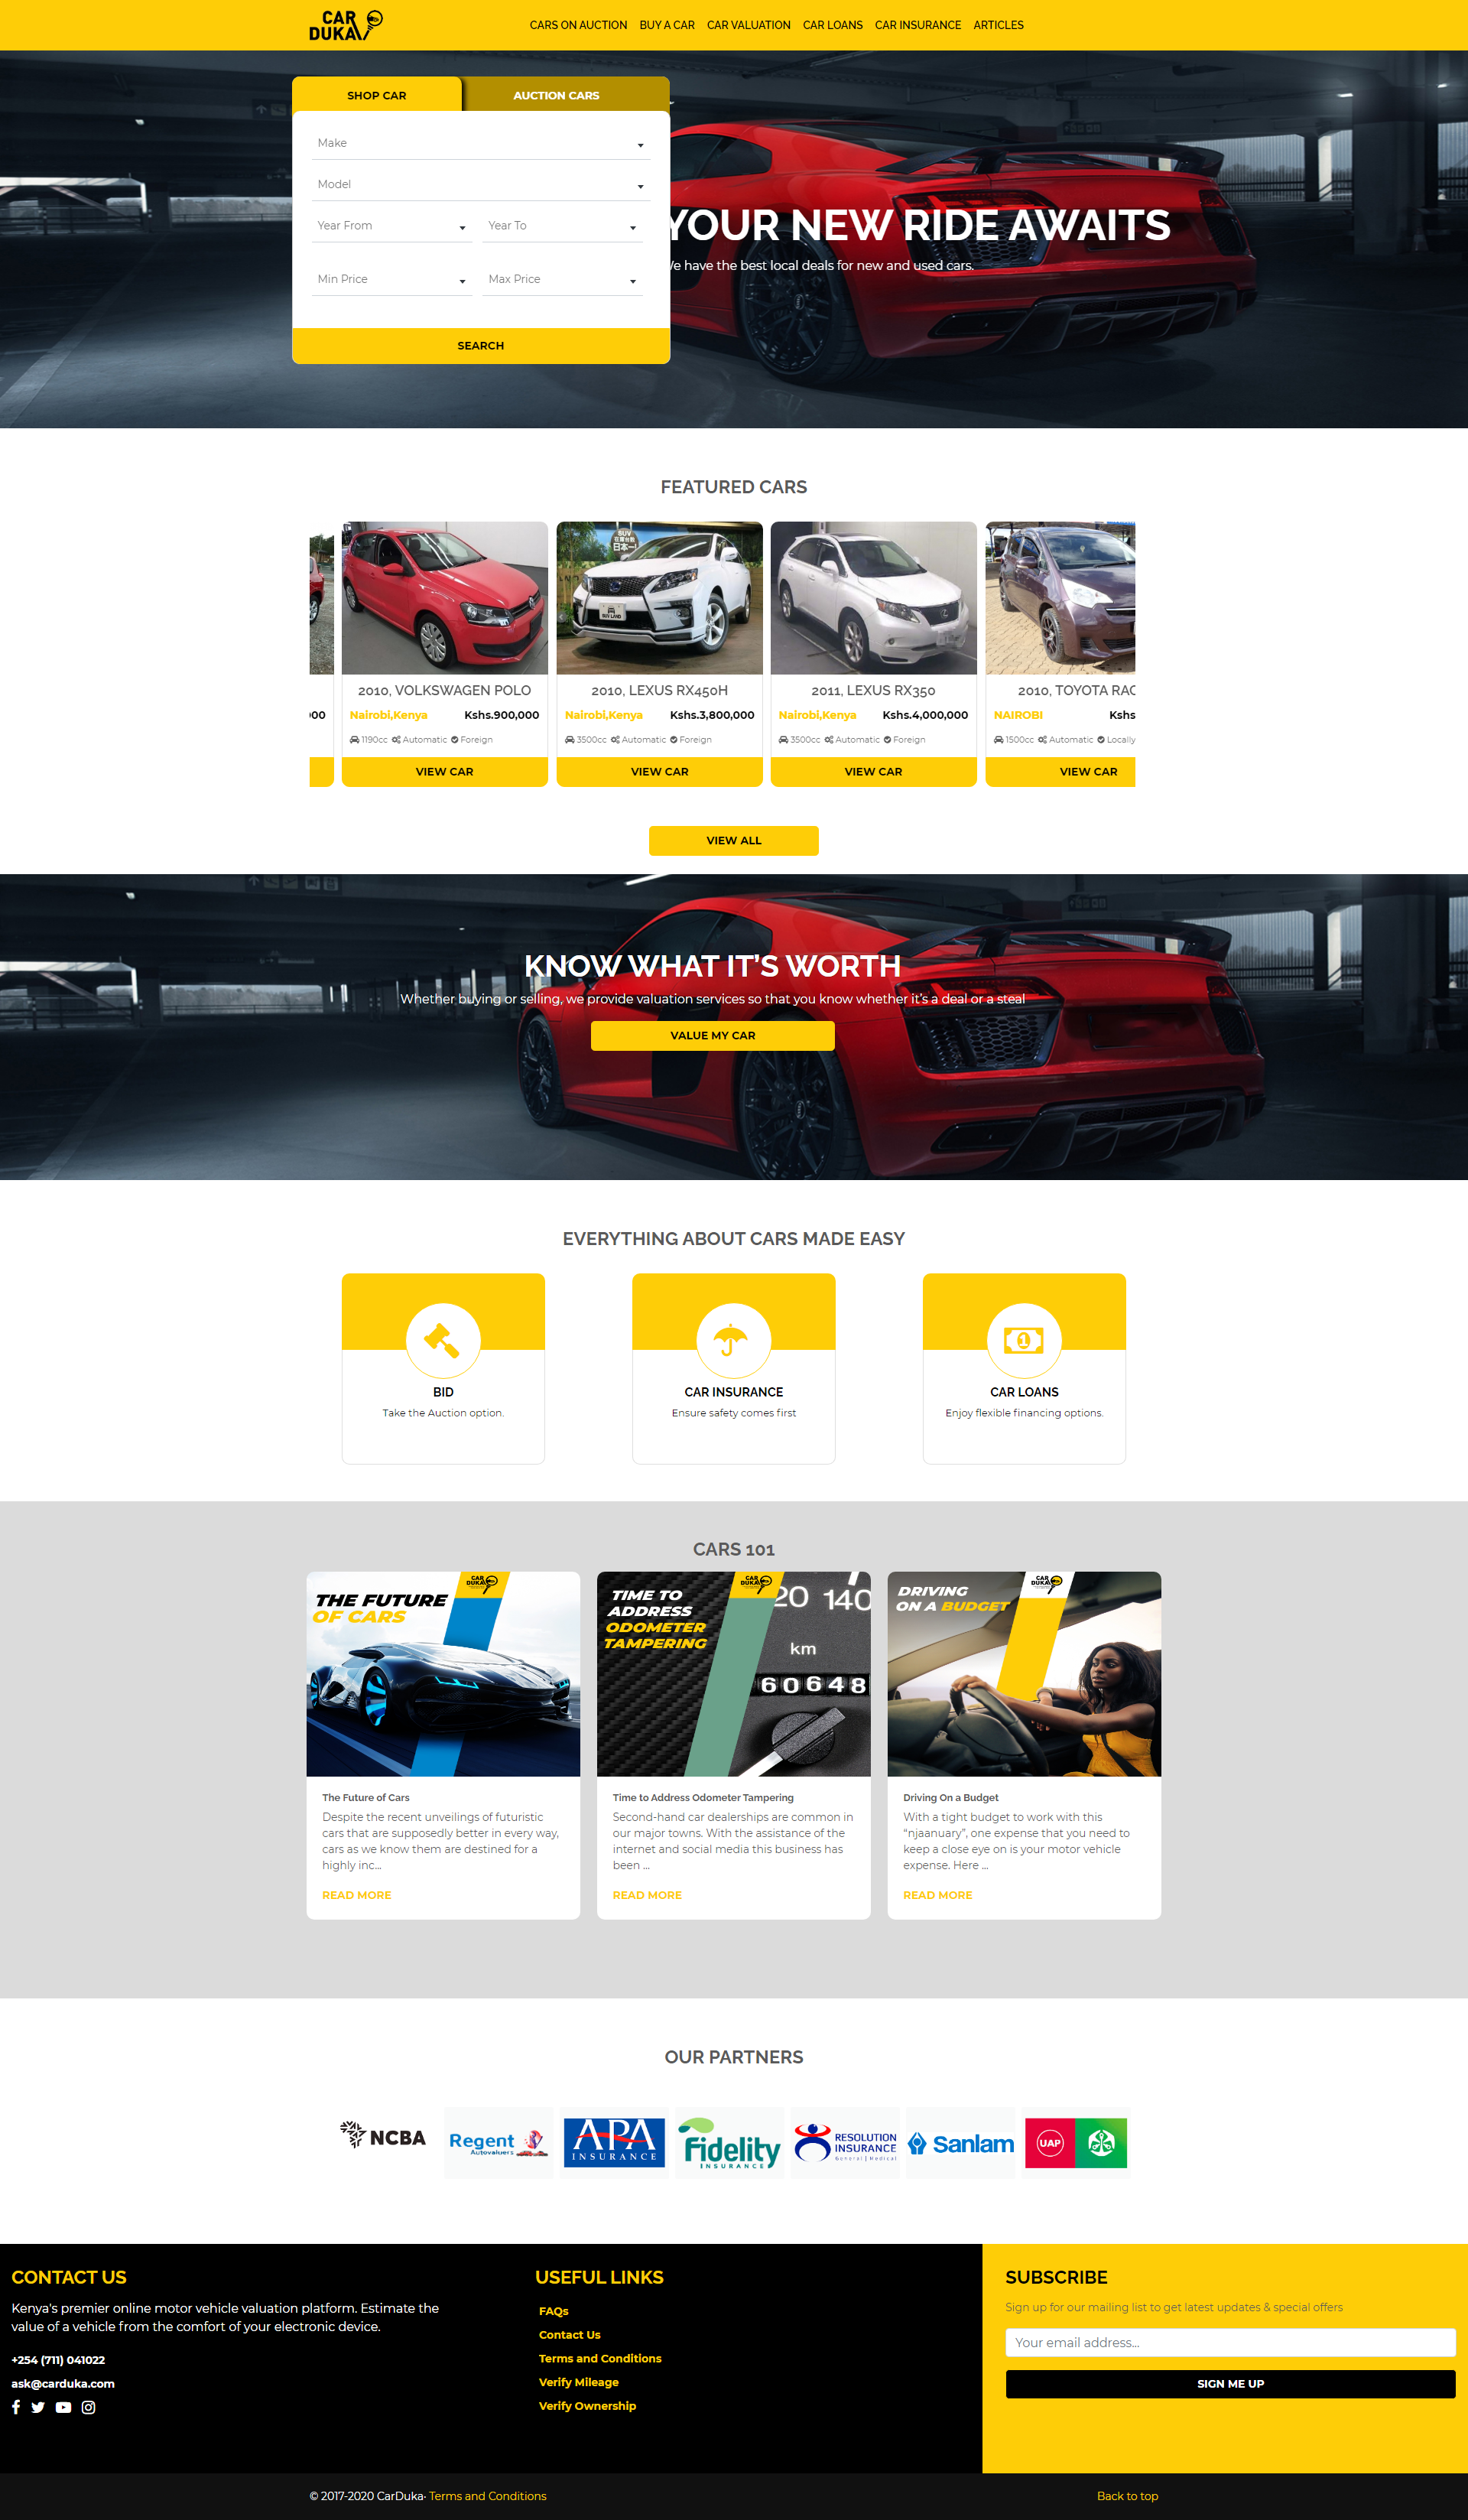 CAR
DUKA
CARS ON AUCTION
BUY A CAR
CAR VALUATION
CAR LOANS
CAR INSURANCE
ARTICLES
SHOP CAR
AUCTION CARS
Make
Model
Year From
Year To
Min Price
Max Price
SEARCH
YOUR NEW RIDE AWAITS
We have the best local deals for new and used cars.
FEATURED CARS
2010, VOLKSWAGEN POLO
2010, LEXUS RX450H
2011, LEXUS RX350
2010, TOYOTA RAC
00
Nairobi,Kenya
Kshs.900,000
Nairobi,Kenya
Kshs.3,800,000
Nairobi,Kenya
Kshs.4,000,000
NAIROBI
Kshs
1190cc Automatic Foreign
3500cc Automatic Foreign
3500cc Automatic Foreign
1500cc Automatic Locally
VIEW CAR
VIEW CAR
VIEW CAR
VIEW CAR
VIEW ALL
KNOW WHAT IT’S WORTH
Whether buying or selling, we provide valuation services so that you know whether it’s a deal or a steal
VALUE MY CAR
EVERYTHING ABOUT CARS MADE EASY
BID
Take the Auction option.
CAR INSURANCE
Ensure safety comes first
1
CAR LOANS
Enjoy flexible financing options.
CARS 101
CAR
DUKA
THE FUTURE
OF CARS
The Future of Cars
Despite the recent unveilings of futuristic
cars that are supposedly better in every way,
cars as we know them are destined for a
highly inc...
READ MORE
CAR
DUKA
TIME TO
ADDRESS
ODOMETER
TAMPERING
20 140
km
60648
Time to Address Odometer Tampering
Second-hand car dealerships are common in
our major towns. With the assistance of the
internet and social media this business has
been ...
READ MORE
CAR
DUKA
DRIVING
ON A BUDGET
Driving On a Budget
With a tight budget to work with this
“njaanuary”, one expense that you need to
keep a close eye on is your motor vehicle
expense. Here ...
READ MORE
OUR PARTNERS
NCBA
Regent
Autovaluers
APA
INSURANCE
Fidelity
INSURANCE
RESOLUTION
INSURANCE
General | Medical
Sanlam
UAP
CONTACT US
Kenya's premier online motor vehicle valuation platform. Estimate the
value of a vehicle from the comfort of your electronic device.
+254 (711) 041022
ask@carduka.com
USEFUL LINKS
FAQs
Contact Us
Terms and Conditions
Verify Mileage
Verify Ownership
SUBSCRIBE
Sign up for our mailing list to get latest updates & special offers
Your email address...
SIGN ME UP
© 2017-2020 CarDuka· Terms and Conditions
Back to top